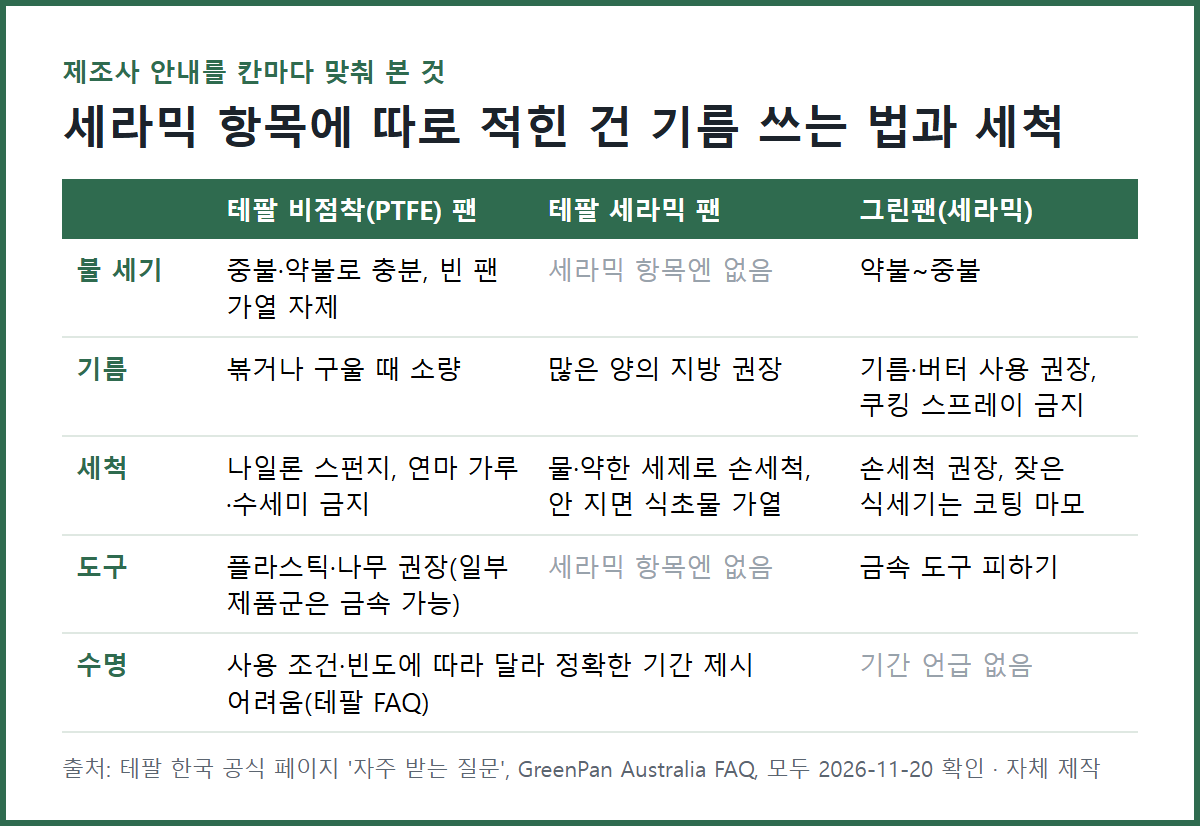 제조사 안내를 칸마다 맞춰 본 것
세라믹 항목에 따로 적힌 건 기름 쓰는 법과 세척
테팔 비점착(PTFE) 팬
테팔 세라믹 팬
그린팬(세라믹)
불 세기
중불·약불로 충분, 빈 팬
가열 자제
세라믹 항목엔 없음
약불~중불
기름
볶거나 구울 때 소량
많은 양의 지방 권장
기름·버터 사용 권장,
쿠킹 스프레이 금지
세척
나일론 스펀지, 연마 가루
·수세미 금지
물·약한 세제로 손세척,
안 지면 식초물 가열
손세척 권장, 잦은
식세기는 코팅 마모
도구
플라스틱·나무 권장(일부
제품군은 금속 가능)
세라믹 항목엔 없음
금속 도구 피하기
수명
사용 조건·빈도에 따라 달라 정확한 기간 제시
어려움(테팔 FAQ)
기간 언급 없음
출처: 테팔 한국 공식 페이지 '자주 받는 질문', GreenPan Australia FAQ, 모두 2026-11-20 확인 · 자체 제작